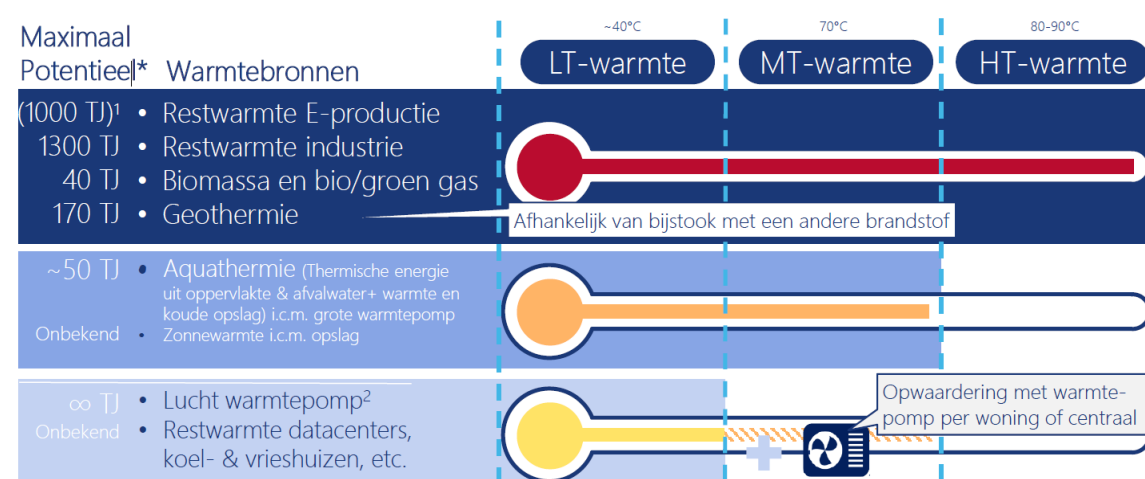 Maximaal
Potentieel* Warmtebronnen
~40°C 70°C 80-90°C
LT-warmte MT-warmte HT-warmte
(1000 TJ)¹ • Restwarmte E-productie
1300 TJ • Restwarmte industrie
40 TJ • Biomassa en bio/groen gas
170 TJ • Geothermie
Afhankelijk van bijstook met een andere brandstof
~50 TJ • Aquathermie (Thermische energie
uit oppervlakte & afvalwater+ warmte en
koude opslag) i.c.m. grote warmtepomp
Onbekend • Zonnewarmte i.c.m. opslag
∞ TJ • Lucht warmtepomp²
Onbekend • Restwarmte datacenters,
koel- & vrieshuizen, etc.
Opwaardering met warmte-
pomp per woning of centraal